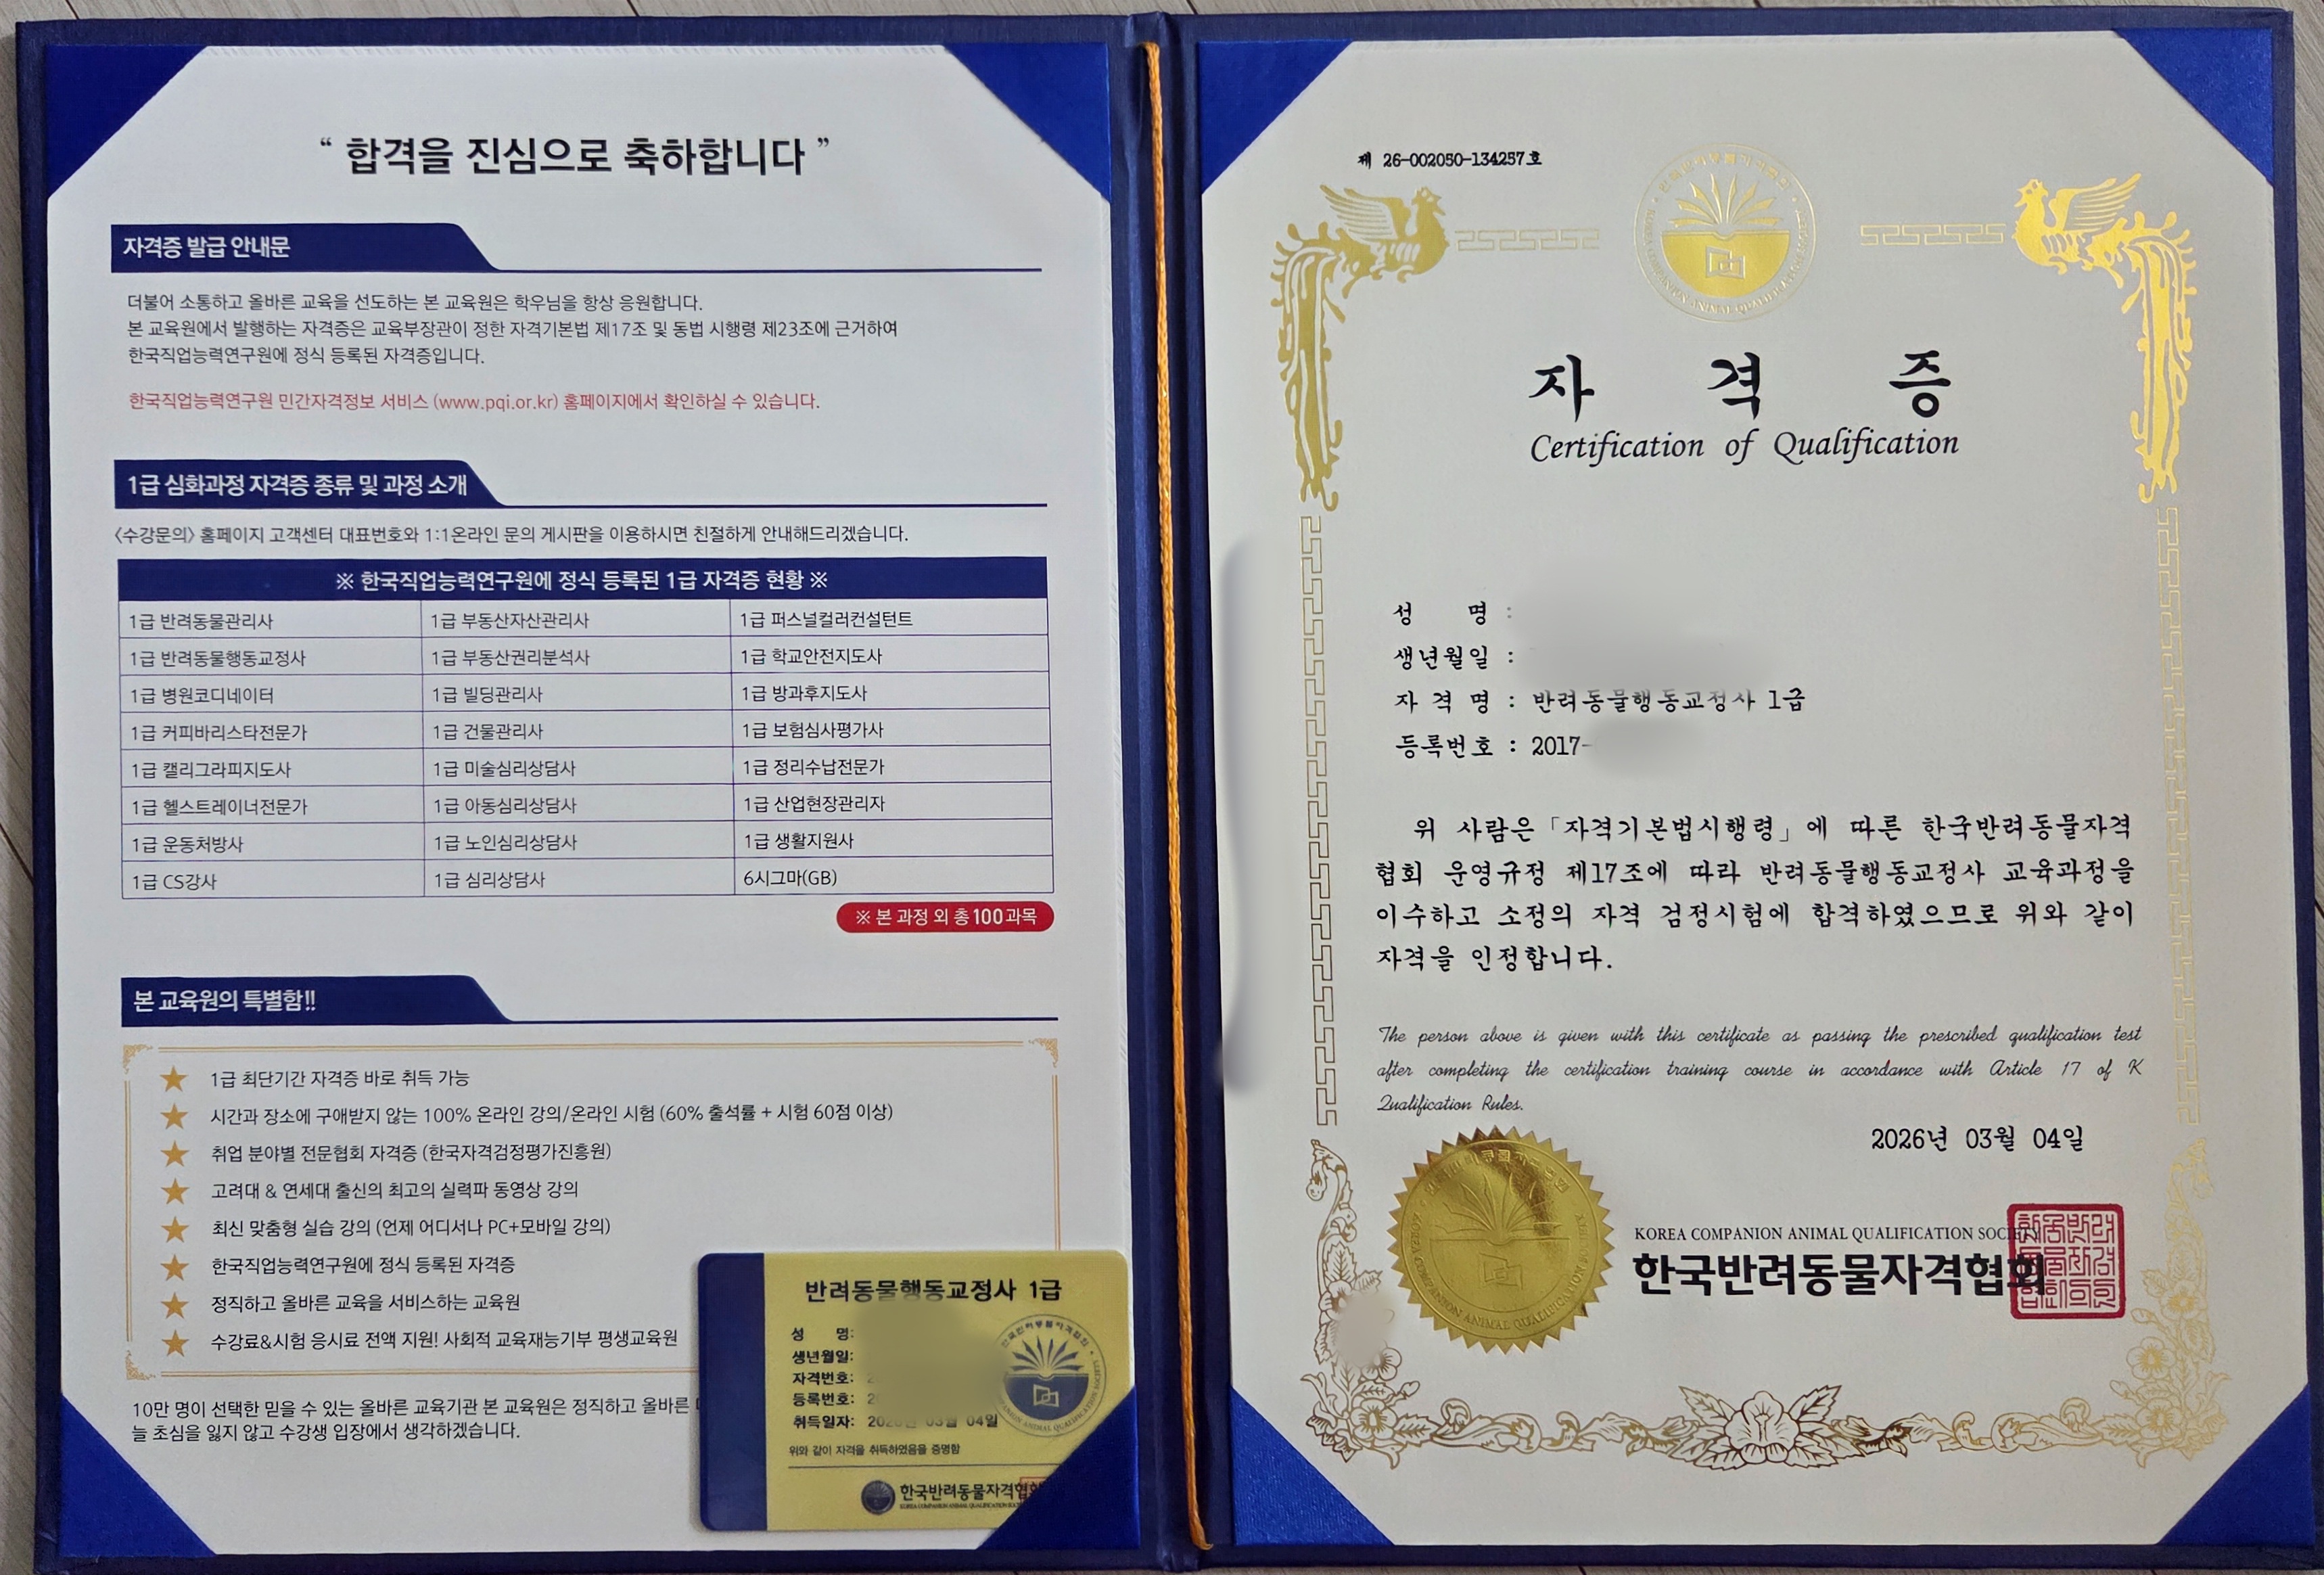 “ 합격을 진심으로 축하합니다 ”
자격증 발급 안내문
더불어 소통하고 올바른 교육을 선도하는 본 교육원은 학우님을 항상 응원합니다.
본 교육원에서 발행하는 자격증은 교육부장관이 정한 자격기본법 제17조 및 동법 시행령 제23조에 근거하여
한국직업능력연구원에 정식 등록된 자격증입니다.
한국직업능력연구원 민간자격정보 서비스 (www.pqi.or.kr) 홈페이지에서 확인하실 수 있습니다.
1급 심화과정 자격증 종류 및 과정 소개
<수강문의> 홈페이지 고객센터 대표번호와 1:1온라인 문의 게시판을 이용하시면 친절하게 안내해드리겠습니다.
※ 한국직업능력연구원에 정식 등록된 1급 자격증 현황 ※
1급 반려동물관리사 1급 부동산자산관리사 1급 퍼스널컬러컨설턴트
1급 반려동물행동교정사 1급 부동산권리분석사 1급 학교안전지도사
1급 병원코디네이터 1급 빌딩관리사 1급 방과후지도사
1급 커피바리스타전문가 1급 건물관리사 1급 보험심사평가사
1급 캘리그라피지도사 1급 미술심리상담사 1급 정리수납전문가
1급 헬스트레이너전문가 1급 아동심리상담사 1급 산업현장관리자
1급 운동처방사 1급 노인심리상담사 1급 생활지원사
1급 CS강사 1급 심리상담사 6시그마(GB)
※ 본 과정 외 총 100과목
본 교육원의 특별함!!
1급 최단기간 자격증 바로 취득 가능
시간과 장소에 구애받지 않는 100% 온라인 강의/온라인 시험 (60% 출석률 + 시험 60점 이상)
취업 분야별 전문협회 자격증 (한국자격검정평가진흥원)
고려대 & 연세대 출신의 최고의 실력파 동영상 강의
최신 맞춤형 실습 강의 (언제 어디서나 PC+모바일 강의)
한국직업능력연구원에 정식 등록된 자격증
정직하고 올바른 교육을 서비스하는 교육원
수강료&시험 응시료 전액 지원! 사회적 교육재능기부 평생교육원
10만 명이 선택한 믿을 수 있는 올바른 교육기관 본 교육원은 정직하고 올바른
늘 초심을 잃지 않고 수강생 입장에서 생각하겠습니다.
반려동물행동교정사 1급
성 명:
생년월일:
자격번호: 2
등록번호: 2
취득일자: 2026년 03월 04일
위와 같이 자격을 취득하였음을 증명함
한국반려동물자격협회
KOREA COMPANION ANIMAL QUALIFICATION
제 26-002050-134257호
자 격 증
Certification of Qualification
성 명 :
생년월일 :
자 격 명 : 반려동물행동교정사 1급
등록번호 : 2017-
위 사람은 「자격기본법시행령」에 따른 한국반려동물자격
협회 운영규정 제17조에 따라 반려동물행동교정사 교육과정을
이수하고 소정의 자격 검정시험에 합격하였으므로 위와 같이
자격을 인정합니다.
The person above is given with this certificate as passing the prescribed qualification test
after completing the certification training course in accordance with Article 17 of K
Qualification Rules.
2026년 03월 04일
KOREA COMPANION ANIMAL QUALIFICATION SOCIETY
한국반려동물자격협회